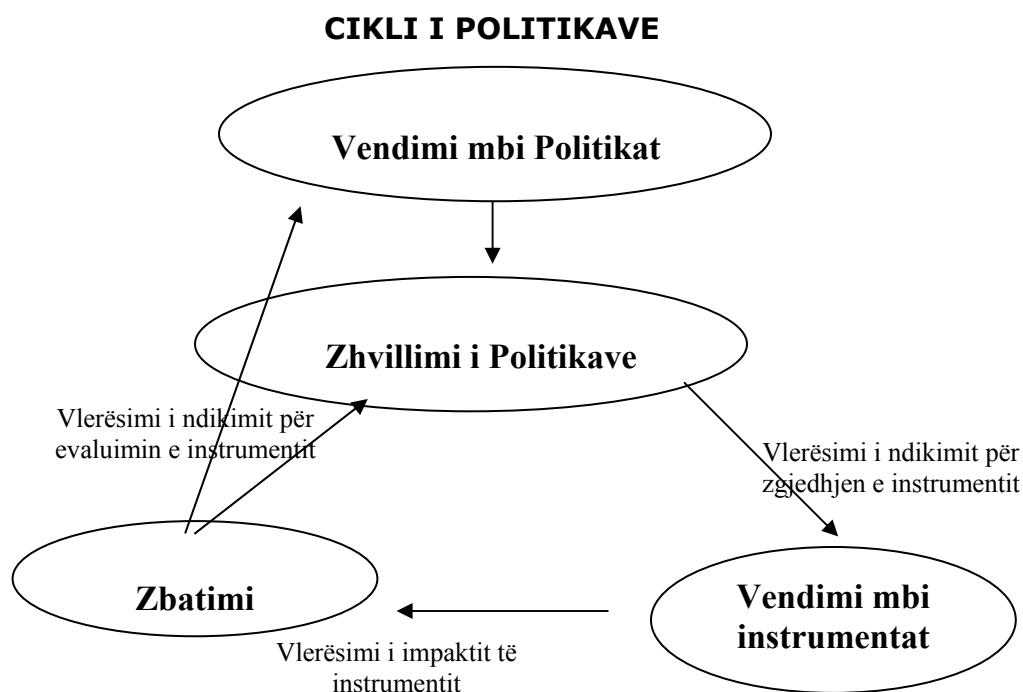 CIKLI I POLITIKAVE
Vendimi mbi Politikat
Zhvillimi i Politikave
Vlerësimi i ndikimit për
evaluimin e instrumentit
Vlerësimi i ndikimit për
zgjedhjen e instrumentit
Zbatimi
Vendimi mbi
instrumentat
Vlerësimi i impaktit të
instrumentit